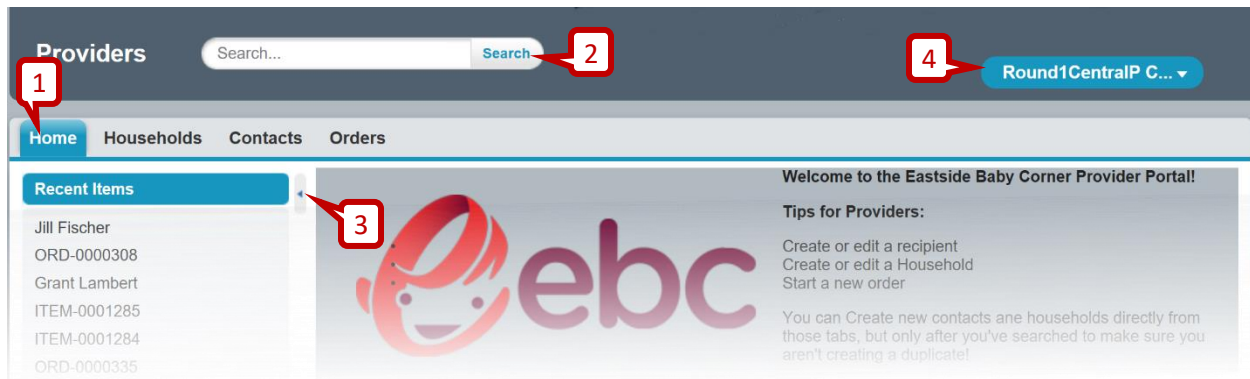 Providers
Search...
Search
2
4
Round1CentralP C...
1
Home Households Contacts Orders
Recent Items
3
Jill Fischer
ORD-0000308
Grant Lambert
ITEM-0001285
ITEM-0001284
ORD-0000335
ebc
Welcome to the Eastside Baby Corner Provider Portal!
Tips for Providers:
Create or edit a recipient
Create or edit a Household
Start a new order
You can Create new contacts ane households directly from
those tabs, but only after you've searched to make sure you
aren't creating a duplicate!